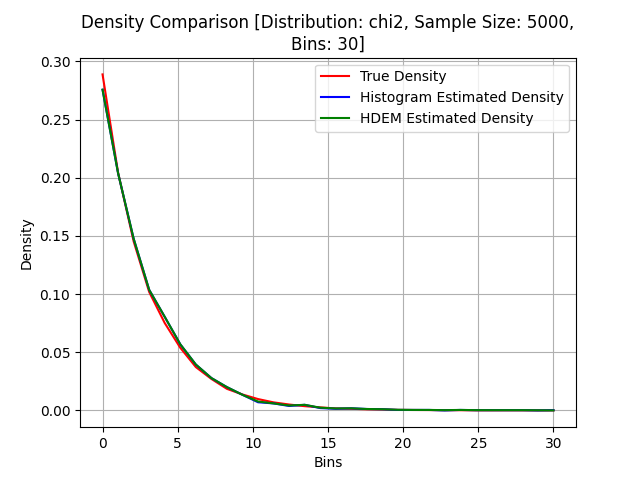 Density Comparison [Distribution: chi2, Sample Size: 5000,
Bins: 30]
True Density
Histogram Estimated Density
HDEM Estimated Density
Density
0.30
0.25
0.20
0.15
0.10
0.05
0.00
0 5 10 15 20 25 30
Bins